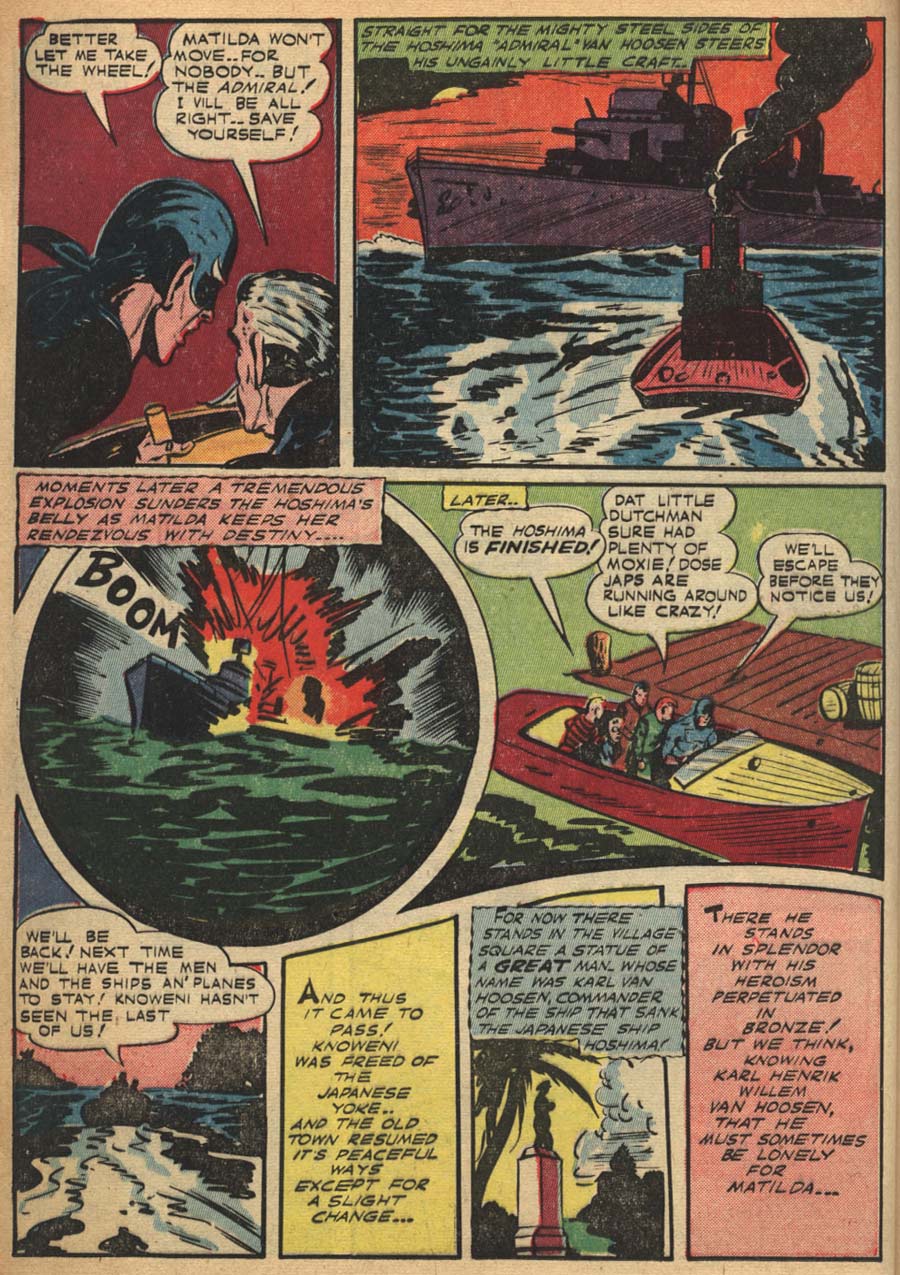 BETTER
LET ME TAKE
THE WHEEL!
MATILDA WON'T
MOVE..FOR
NOBODY.. BUT
THE ADMIRAL!
I VILL BE ALL
RIGHT.. SAVE
YOURSELF!
STRAIGHT FOR THE MIGHTY STEEL SIDES OF
THE HOSHIMA "ADMIRAL" VAN HOOSEN STEERS
HIS UNGAINLY LITTLE CRAFT..
MOMENTS LATER A TREMENDOUS
EXPLOSION SUNDERS THE HOSHIMA'S
BELLY AS MATILDA KEEPS HER
RENDEZVOUS WITH DESTINY....
BOOM
LATER..
THE HOSHIMA
IS FINISHED!
DAT LITTLE
DUTCHMAN
SURE HAD
PLENTY OF
MOXIE! DOSE
JAPS ARE
RUNNING AROUND
LIKE CRAZY!
WE'LL
ESCAPE
BEFORE THEY
NOTICE US!
WE'LL BE
BACK! NEXT TIME
WE'LL HAVE THE MEN
AND THE SHIPS AN' PLANES
TO STAY! KNOWENI HASN'T
SEEN THE LAST
OF US!
AND THUS
IT CAME TO
PASS!
KNOWENI
WAS FREED OF
THE
JAPANESE
YOKE..
AND THE OLD
TOWN RESUMED
IT'S PEACEFUL
WAYS
EXCEPT FOR
A SLIGHT
CHANGE...
FOR NOW THERE
STANDS IN THE VILLAGE
SQUARE A STATUE OF
A GREAT MAN, WHOSE
NAME WAS KARL VAN
HOOSEN, COMMANDER
OF THE SHIP THAT SANK
THE JAPANESE SHIP
HOSHIMA!
THERE HE
STANDS
IN SPLENDOR
WITH HIS
HEROISM
PERPETUATED
IN
BRONZE!
BUT WE THINK,
KNOWING
KARL HENRIK
WILLEM
VAN HOOSEN,
THAT HE
MUST SOMETIMES
BE LONELY
FOR
MATILDA...